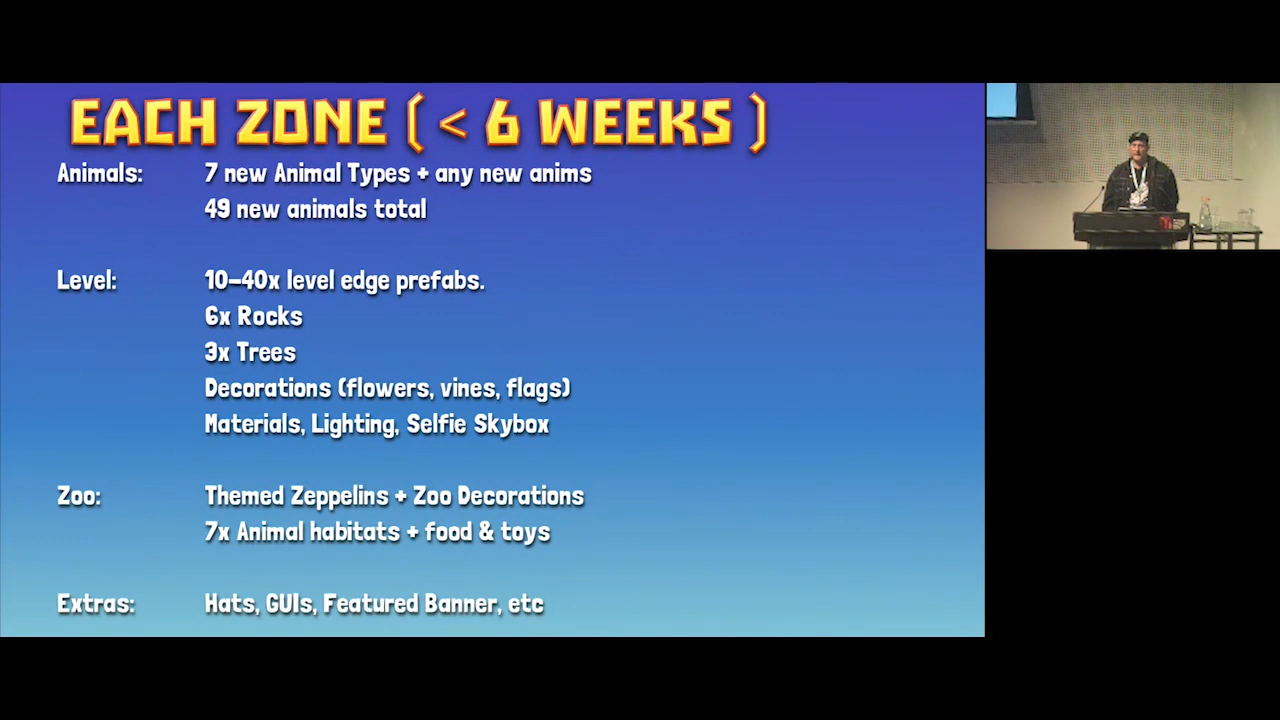 EACH ZONE ( < 6 WEEKS )
Animals: 7 new Animal Types + any new anims
49 new animals total
Level: 10-40x level edge prefabs.
6x Rocks
3x Trees
Decorations (flowers, vines, flags)
Materials, Lighting, Selfie Skybox
Zoo: Themed Zeppelins + Zoo Decorations
7x Animal habitats + food & toys
Extras: Hats, GUIs, Featured Banner, etc